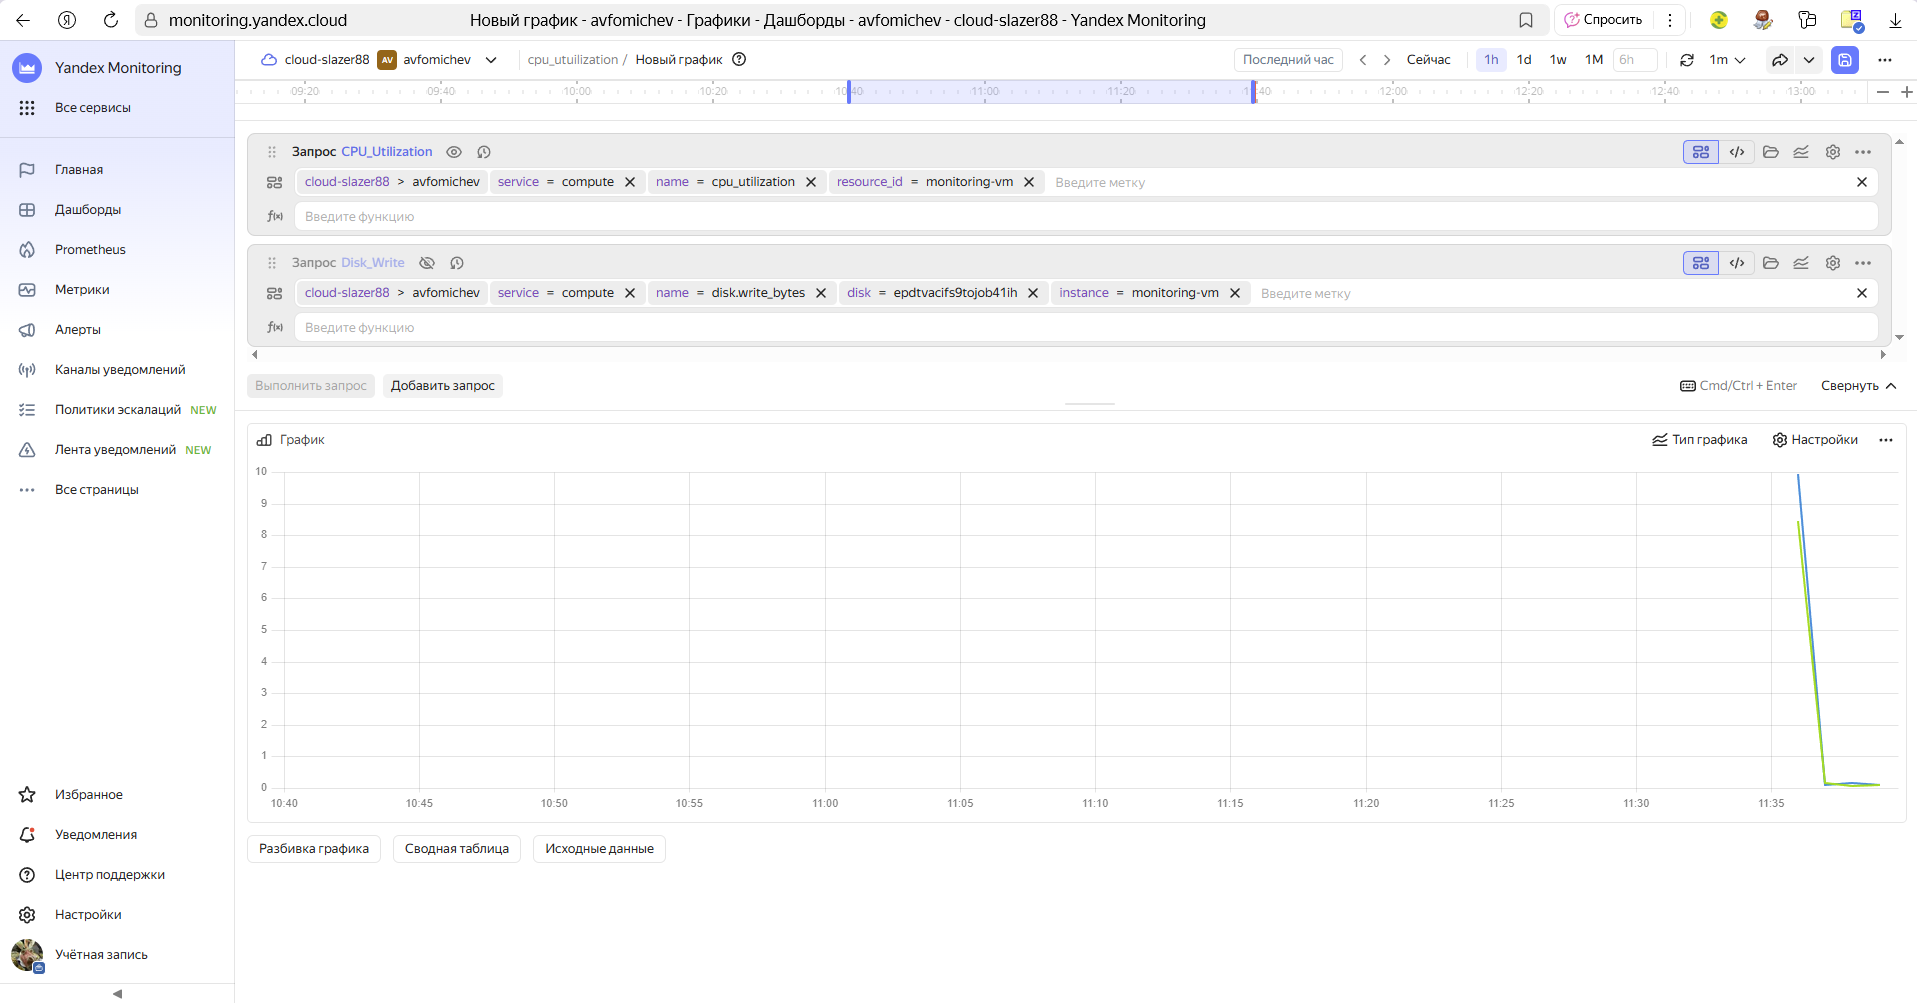 monitoring.yandex.cloud
Новый график - avfomichev - Графики - Дашборды - avfomichev - cloud-slazer88 - Yandex Monitoring
Спросить
Yandex Monitoring
Все сервисы
Главная
Дашборды
Prometheus
Метрики
Алерты
Каналы уведомлений
Политики эскалаций NEW
Лента уведомлений NEW
Все страницы
Избранное
Уведомления
Центр поддержки
Настройки
Учётная запись
cloud-slazer88 AV avfomichev cpu_utuilization / Новый график
Последний час Сейчас 1h 1d 1w 1M 6h 1m
09:20 09:40 10:00 10:20 10:40 11:00 11:20 11:40 12:00 12:20 12:40 13:00
Запрос CPU_Utilization
cloud-slazer88 > avfomichev service = compute name = cpu_utilization resource_id = monitoring-vm Введите метку
f(x) Введите функцию
Запрос Disk_Write
cloud-slazer88 > avfomichev service = compute name = disk.write_bytes disk = epdtvacifs9tojob41ih instance = monitoring-vm Введите метку
f(x) Введите функцию
Выполнить запрос Добавить запрос Cmd/Ctrl + Enter Свернуть
График Тип графика Настройки
10
9
8
7
6
5
4
3
2
1
0
10:40 10:45 10:50 10:55 11:00 11:05 11:10 11:15 11:20 11:25 11:30 11:35
Разбивка графика Сводная таблица Исходные данные